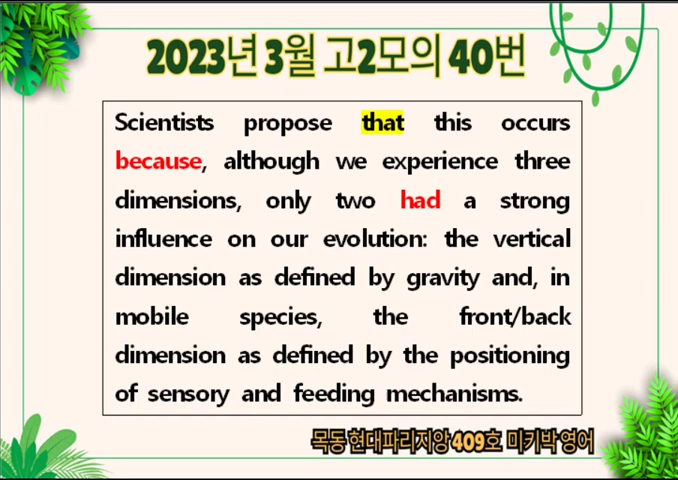 2023년 3월 고2모의 40번
Scientists propose that this occurs
because, although we experience three
dimensions, only two had a strong
influence on our evolution: the vertical
dimension as defined by gravity and, in
mobile species, the front/back
dimension as defined by the positioning
of sensory and feeding mechanisms.
목동 현대파리지앙 409호 미키박 영어